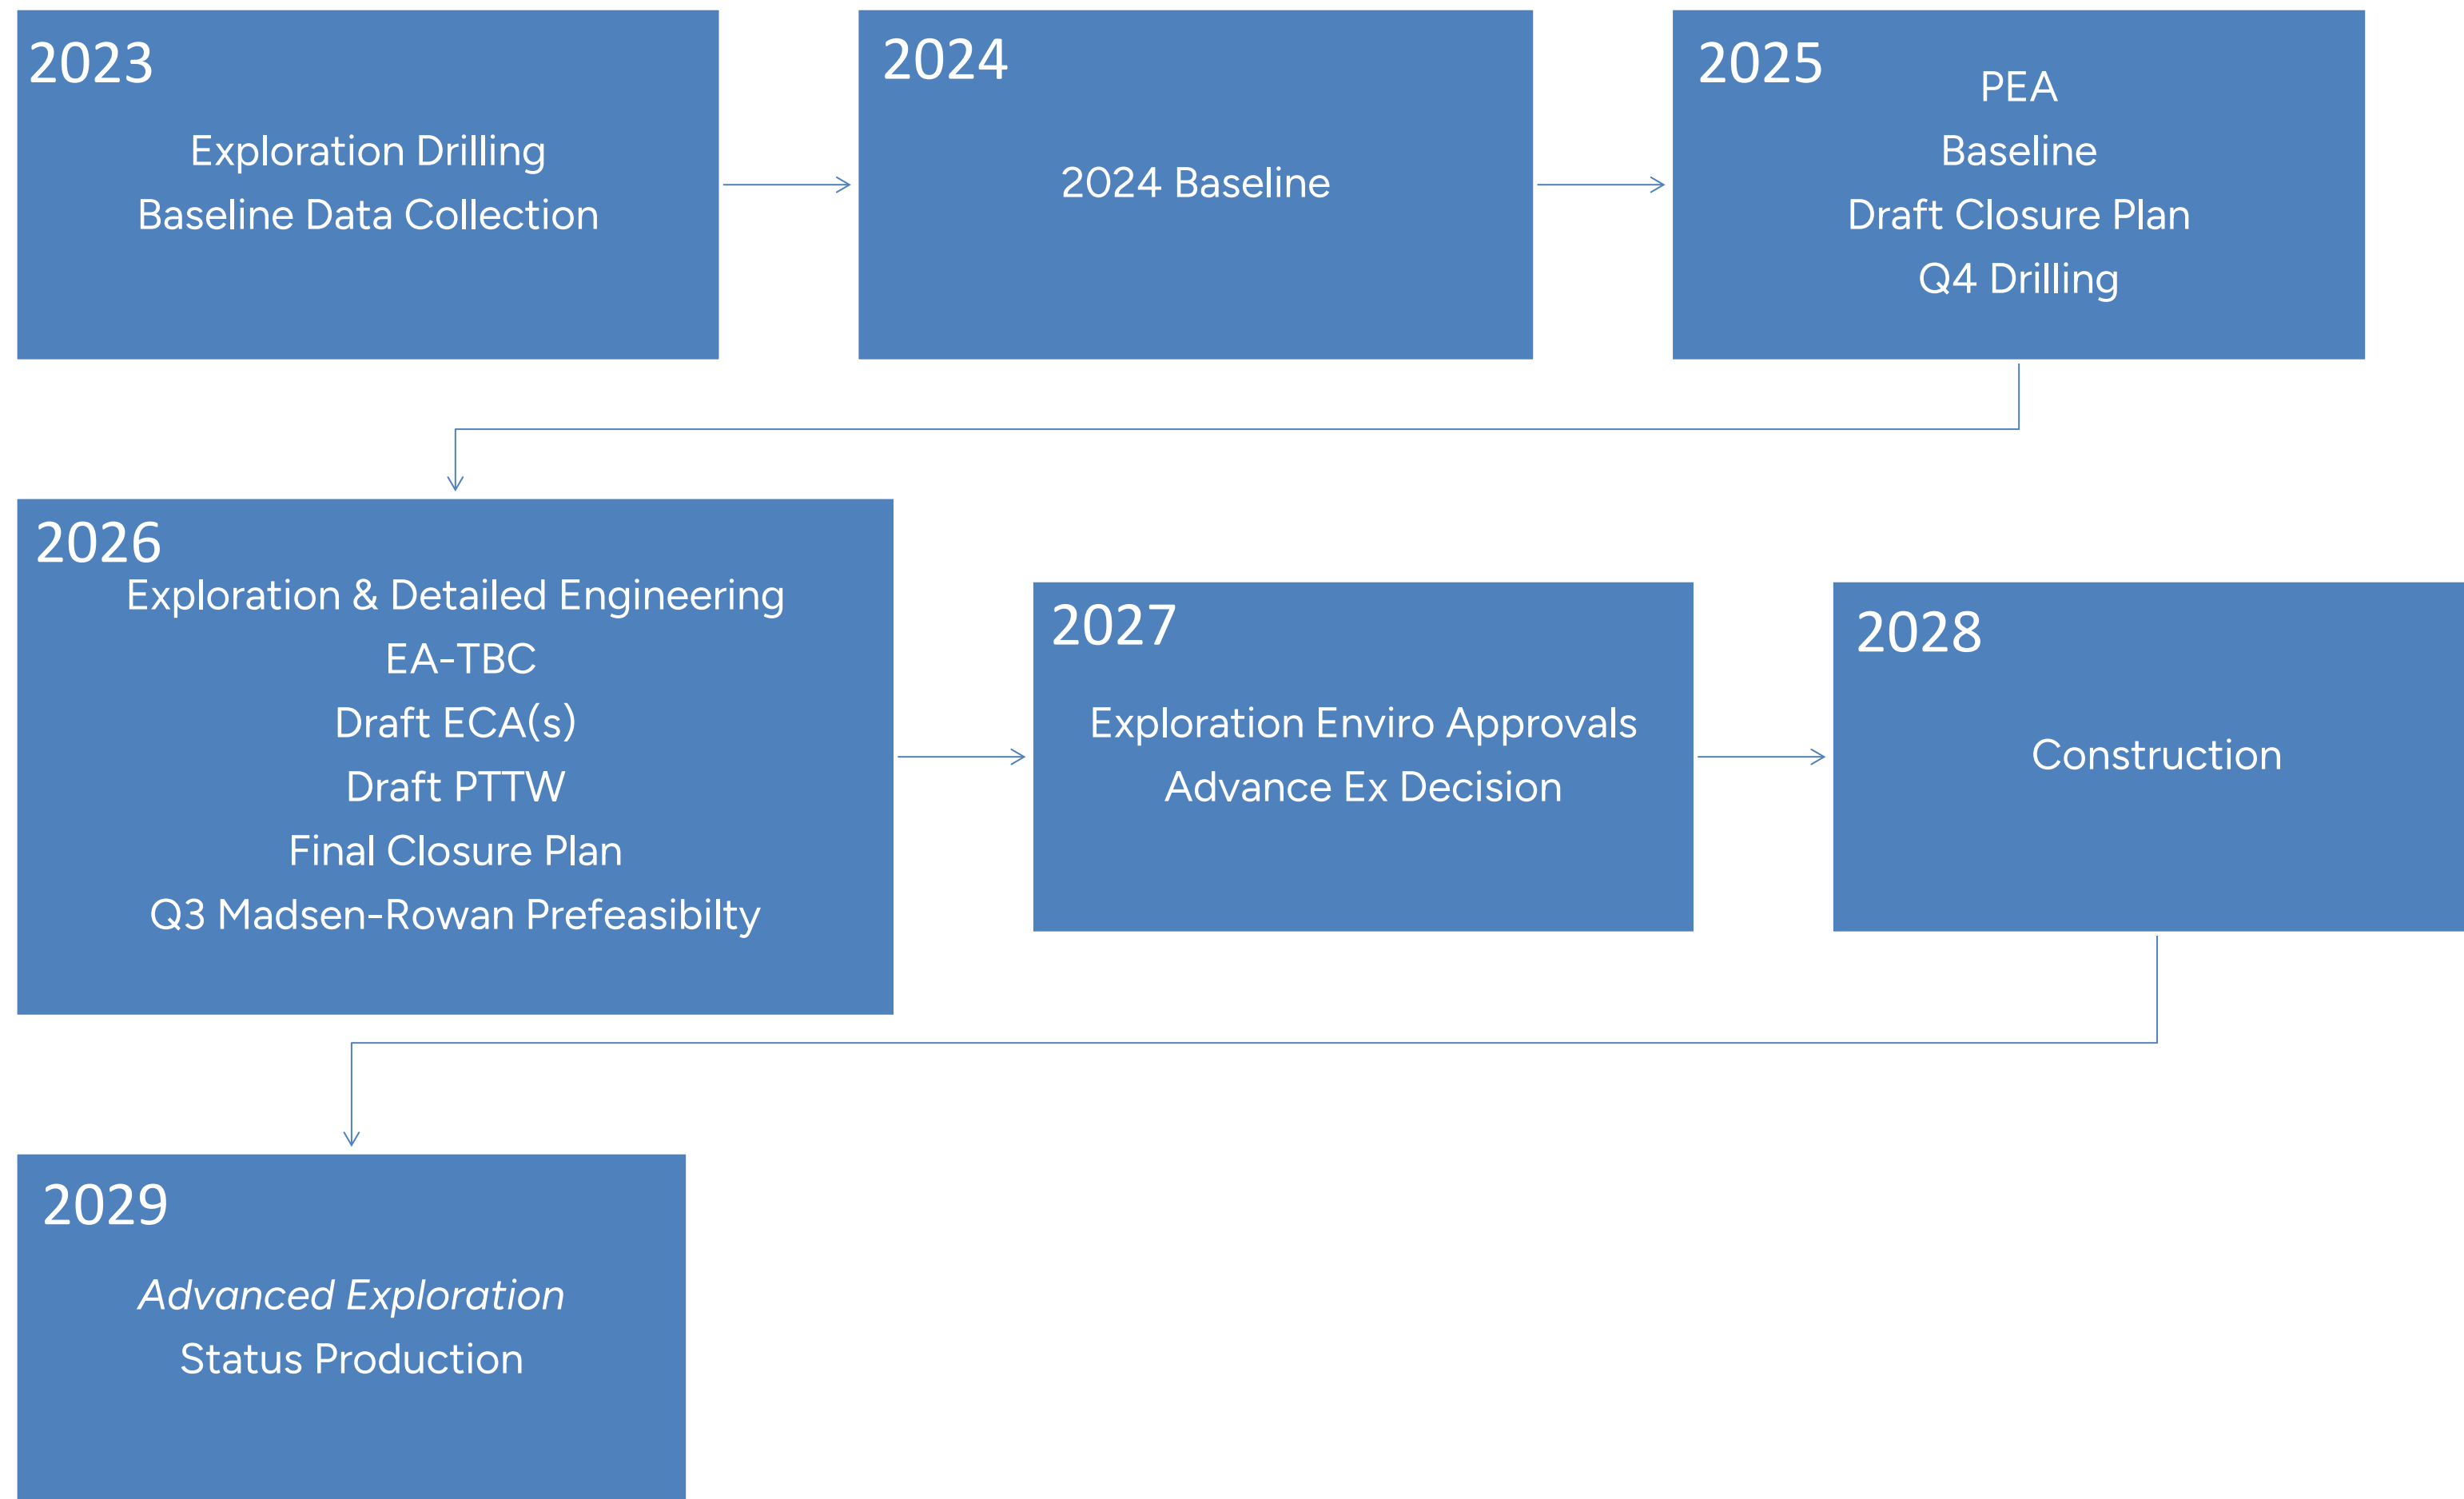 2023
Exploration Drilling
Baseline Data Collection
2024
2024 Baseline
2025
PEA
Baseline
Draft Closure Plan
Q4 Drilling
2026
Exploration & Detailed Engineering
EA-TBC
Draft ECA(s)
Draft PTTW
Final Closure Plan
Q3 Madsen-Rowan Prefeasibility
2027
Exploration Enviro Approvals
Advance Ex Decision
2028
Construction
2029
Advanced Exploration
Status Production